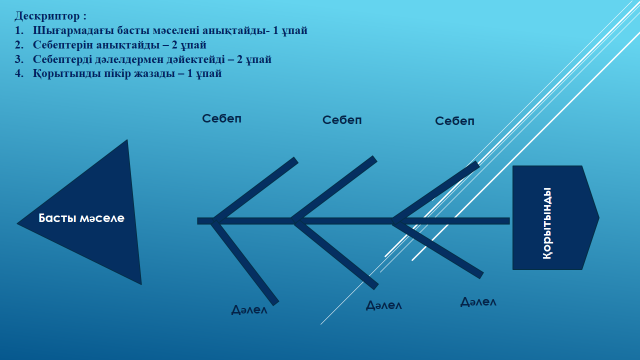 Дескриптор :
1. Шығармадағы басты мәселені анықтайды- 1 ұпай
2. Себептерін анықтайды – 2 ұпай
3. Себептерді дәлелдермен дәйектейді – 2 ұпай
4. Қорытынды пікір жазады – 1 ұпай
Себеп
Себеп
Себеп
Басты мәселе
Қорытынды
Дәлел
Дәлел
Дәлел